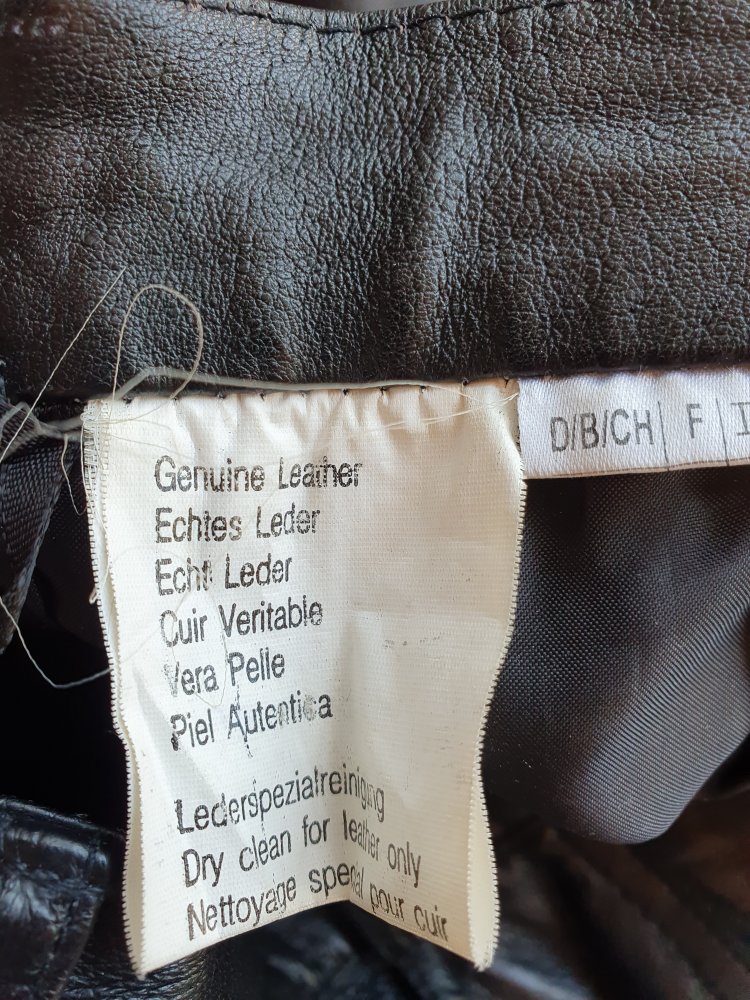 Genuine Leather
Echtes Leder
Echt Leder
Cuir Veritable
Vera Pelle
Piel Autentica
Lederspezialreinigung
Dry clean for leather only
Nettoyage special pour cuir
D/B/CH F